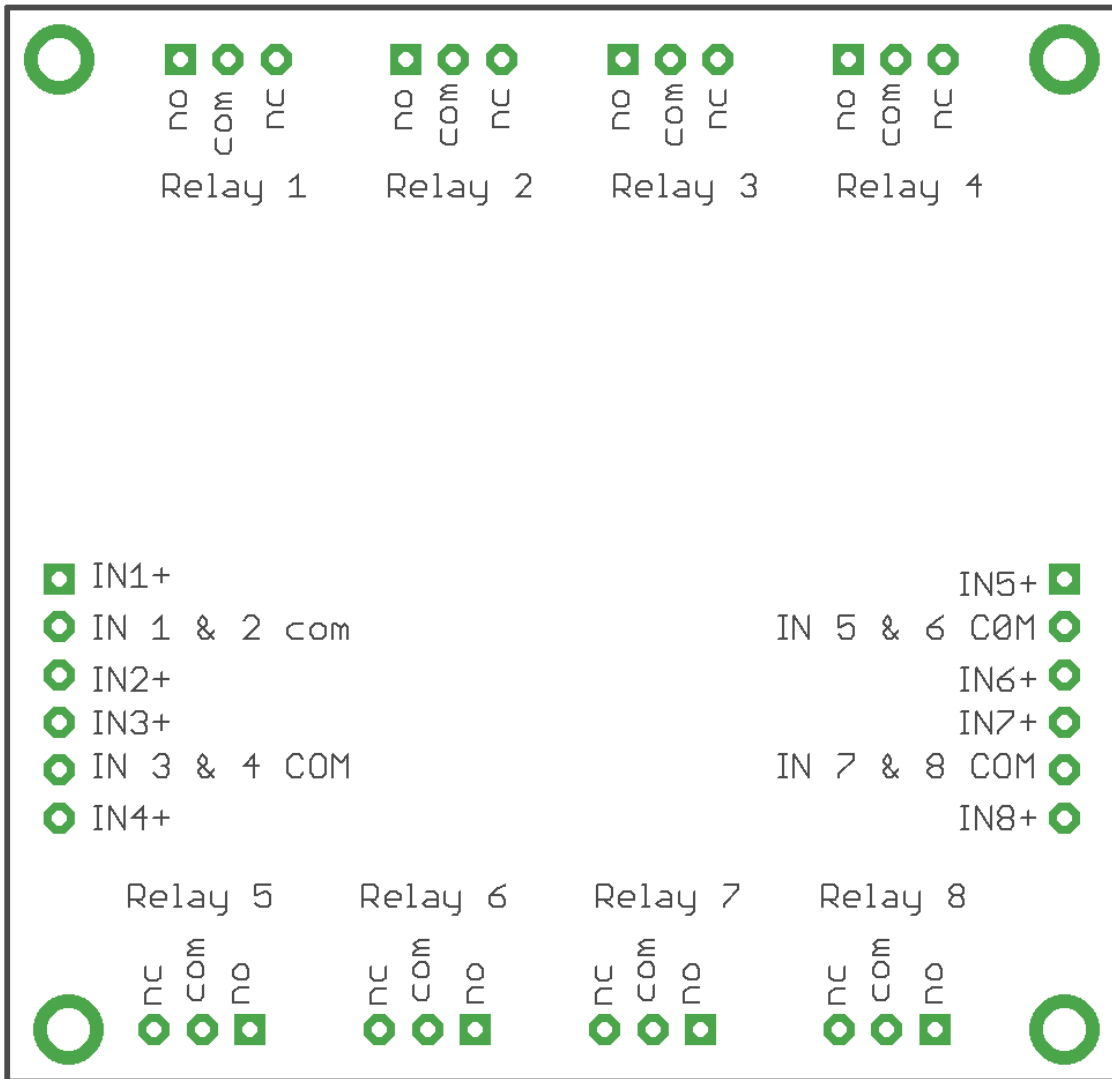 no com nc no com nc no com nc no com nc
Relay 1 Relay 2 Relay 3 Relay 4
IN1+ IN5+
IN 1 & 2 com IN 5 & 6 COM
IN2+ IN6+
IN3+ IN7+
IN 3 & 4 COM IN 7 & 8 COM
IN4+ IN8+
Relay 5 Relay 6 Relay 7 Relay 8
nc com no nc com no nc com no nc com no